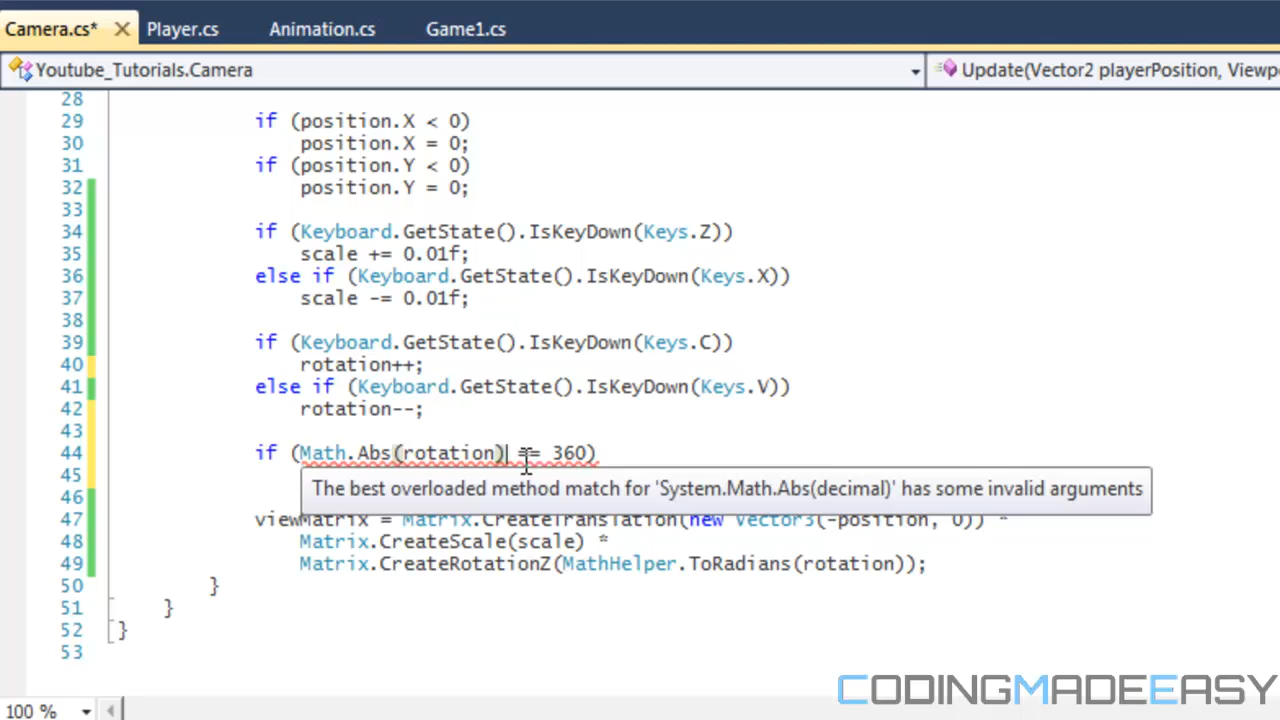 Camera.cs* Player.cs Animation.cs Game1.cs
Youtube_Tutorials.Camera Update(Vector2 playerPosition, Viewp
28
29 if (position.X < 0)
30 position.X = 0;
31 if (position.Y < 0)
32 position.Y = 0;
33
34 if (Keyboard.GetState().IsKeyDown(Keys.Z))
35 scale += 0.01f;
36 else if (Keyboard.GetState().IsKeyDown(Keys.X))
37 scale -= 0.01f;
38
39 if (Keyboard.GetState().IsKeyDown(Keys.C))
40 rotation++;
41 else if (Keyboard.GetState().IsKeyDown(Keys.V))
42 rotation--;
43
44 if (Math.Abs(rotation) == 360)
45
The best overloaded method match for 'System.Math.Abs(decimal)' has some invalid arguments
46
47 viewMatrix = Matrix.CreateTranslation(new Vector3(-position, 0)) *
48 Matrix.CreateScale(scale) *
49 Matrix.CreateRotationZ(MathHelper.ToRadians(rotation));
50 }
51 }
52 }
53
CODINGMADEEASY
100 %